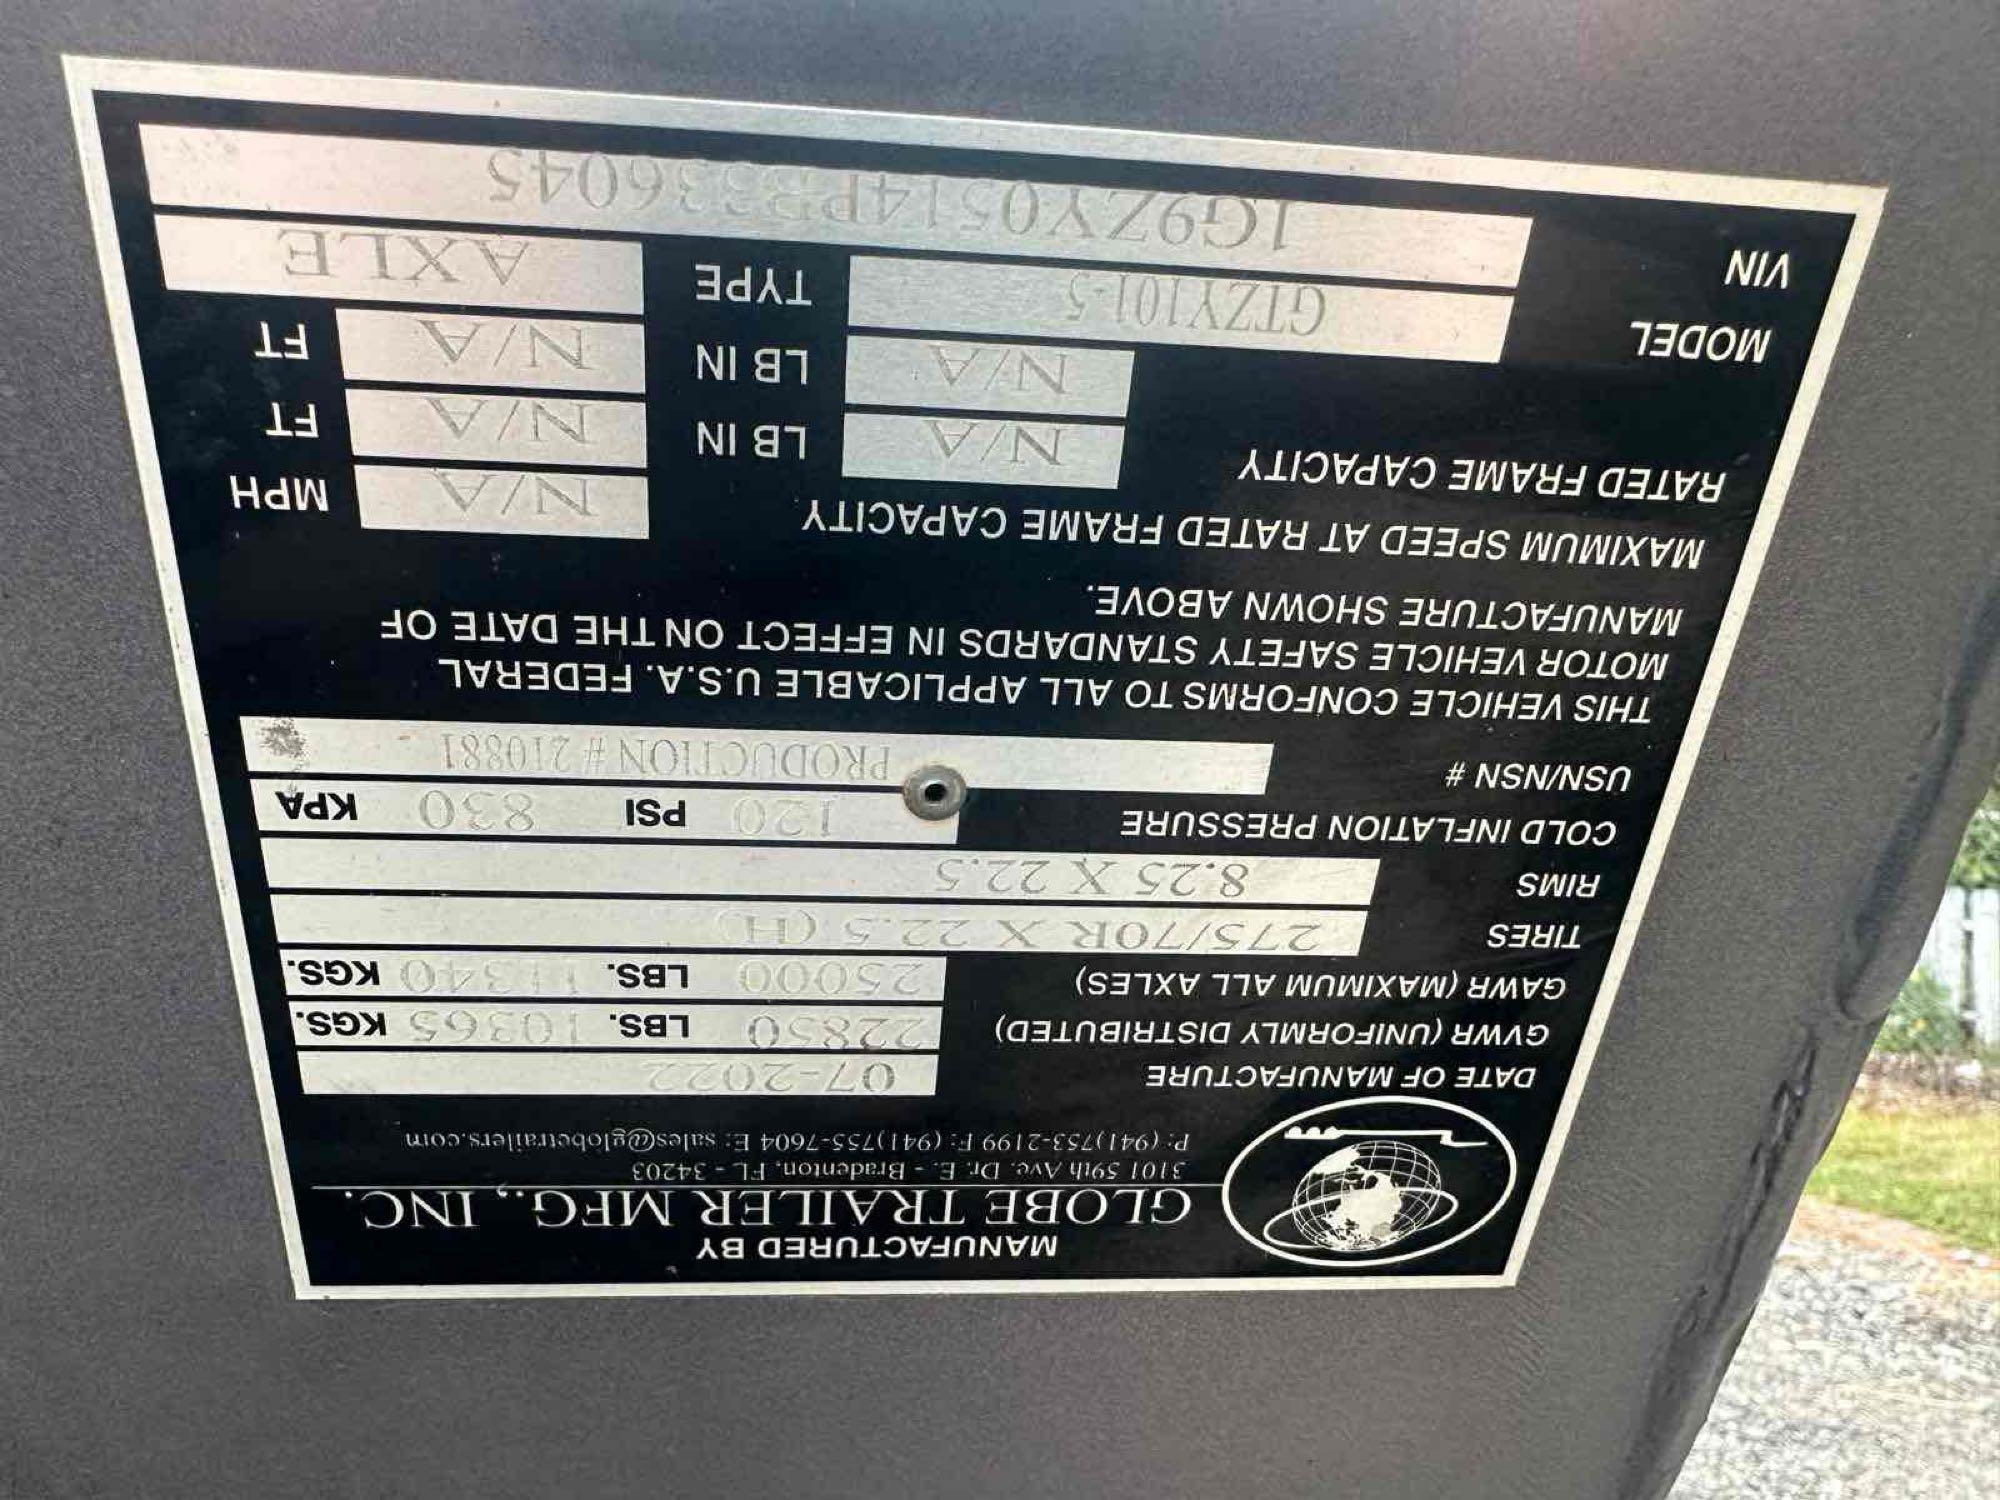 MANUFACTURED BY
GLOBE TRAILER MFG., INC.
3101 59th Ave. Dr. E. - Bradenton, FL - 34203
P: (941)753-2199 F: (941)755-7604 E: sales@globetrailers.com
DATE OF MANUFACTURE 07-2022
GVWR (UNIFORMLY DISTRIBUTED) 22850 LBS. 10365 KGS.
GAWR (MAXIMUM ALL AXLES) 25000 LBS. 11340 KGS.
TIRES 275/70R X 22.5 (H)
RIMS 8.25 X 22.5
COLD INFLATION PRESSURE 120 PSI 830 KPA
USN/NSN # PRODUCTION # 210881
THIS VEHICLE CONFORMS TO ALL APPLICABLE U.S.A. FEDERAL
MOTOR VEHICLE SAFETY STANDARDS IN EFFECT ON THE DATE OF
MANUFACTURE SHOWN ABOVE.
MAXIMUM SPEED AT RATED FRAME CAPACITY N/A MPH
RATED FRAME CAPACITY N/A LB IN N/A FT
N/A LB IN N/A FT
MODEL GTZY101-5 TYPE AXLE
VIN